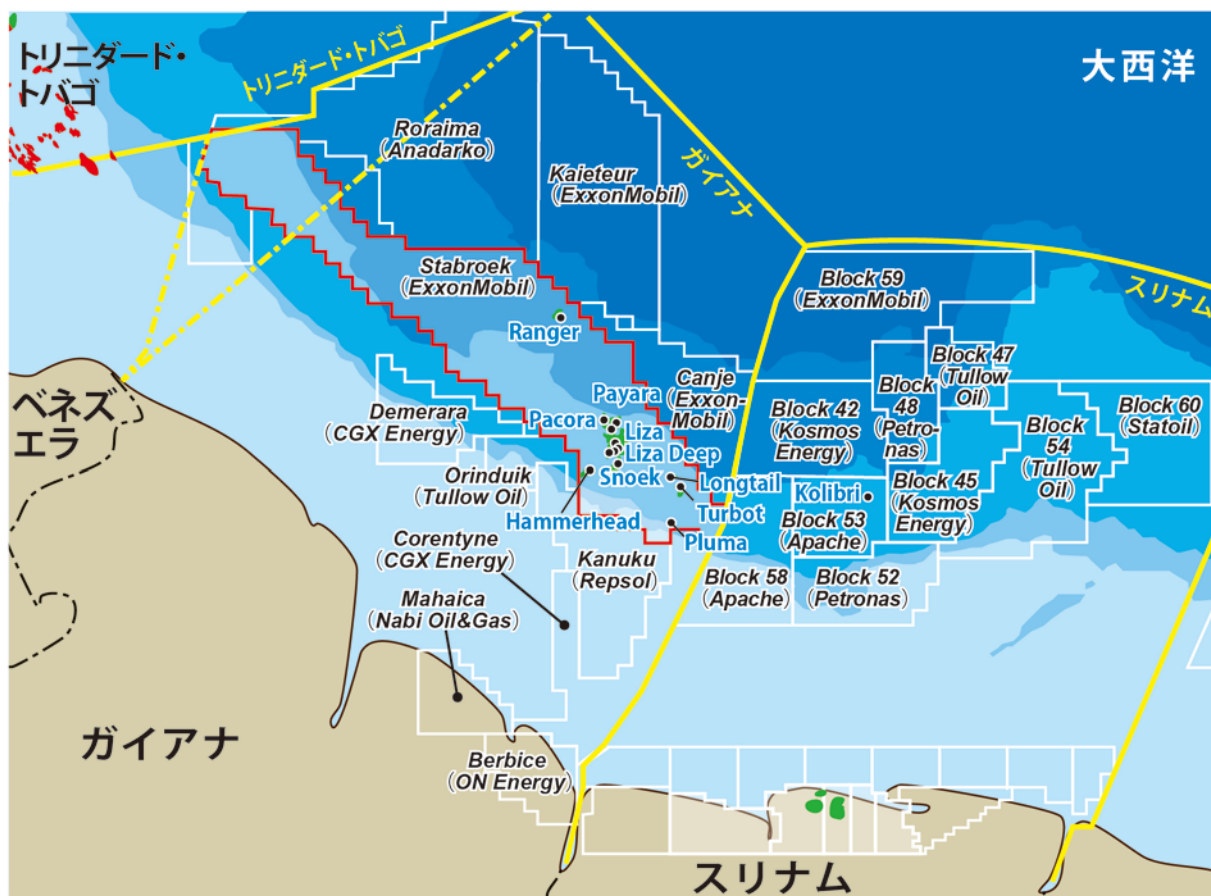 トリニダード・
トバゴ
トリニダード・トバゴ
大西洋
Roraima
(Anadarko)
Kaieteur
(ExxonMobil)
ガイアナ
スリナム
Stabroek
(ExxonMobil)
Ranger
Block 59
(ExxonMobil)
Block 47
(Tullow
Oil)
Block
48
(Petro-
nas)
Block 42
(Kosmos
Energy)
Block 60
(Statoil)
Block
54
(Tullow
Oil)
Block 45
(Kosmos
Energy)
Canje
(Exxon-
Mobil)
Payara
Pacora
Liza
Liza Deep
Snoek
Longtail
Turbot
Pluma
Hammerhead
Kolibri
Block 53
(Apache)
Block 58
(Apache)
Block 52
(Petronas)
ベネズ
エラ
Demerara
(CGX Energy)
Orinduik
(Tullow Oil)
Corentyne
(CGX Energy)
Kanuku
(Repsol)
Mahaica
(Nabi Oil&Gas)
ガイアナ
Berbice
(ON Energy)
スリナム